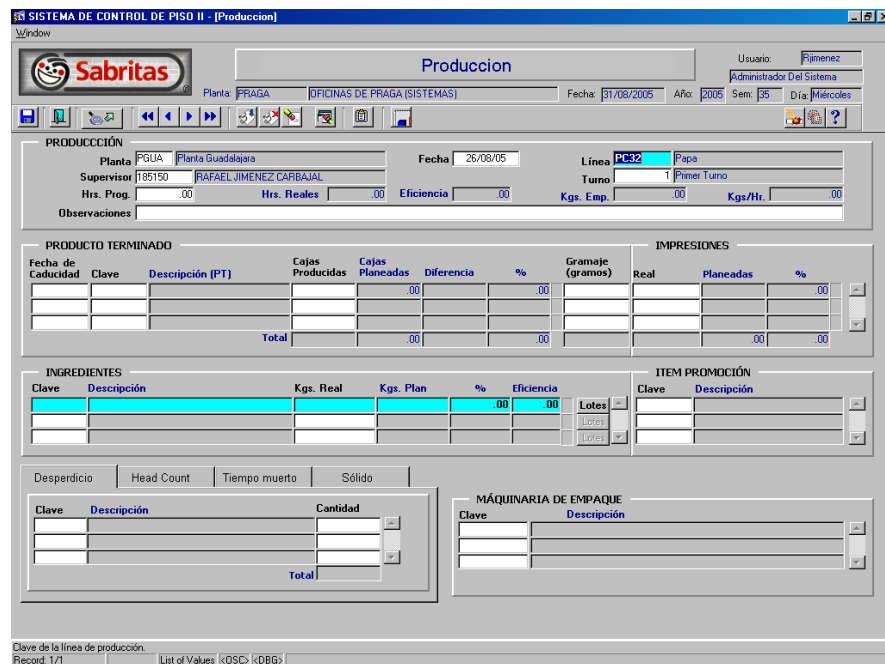 SISTEMA DE CONTROL DE PISO II - [Produccion]
Window
Sabritas
Produccion
Usuario: Rjimenez
Administrador Del Sistema
Planta: PRAGA OFICINAS DE PRAGA (SISTEMAS) Fecha: 31/08/2005 Año: 2005 Sem: 35 Día: Miércoles
PRODUCCCIÓN
Planta PGUA Planta Guadalajara Fecha 26/08/05 Línea PC32 Papa
Supervisor 185150 RAFAEL JIMENEZ CARBAJAL Turno 1 Primer Turno
Hrs. Prog. .00 Hrs. Reales .00 Eficiencia .00 Kgs. Emp. .00 Kgs/Hr. .00
Observaciones
PRODUCTO TERMINADO IMPRESIONES
Fecha de Caducidad Clave Descripción (PT) Cajas Producidas Cajas Planeadas Diferencia % Gramaje (gramos) Real Planeadas %
.00 .00 .00
Total .00 .00 .00 .00
INGREDIENTES ITEM PROMOCIÓN
Clave Descripción Kgs. Real Kgs. Plan % Eficiencia Clave Descripción
.00 .00 Lotes
Lotes
Lotes
Desperdicio Head Count Tiempo muerto Sólido
Clave Descripción Cantidad
Total
MÁQUINARIA DE EMPAQUE
Clave Descripción
Clave de la línea de producción.
Record: 1/1 List of Values <OSC> <DBG>